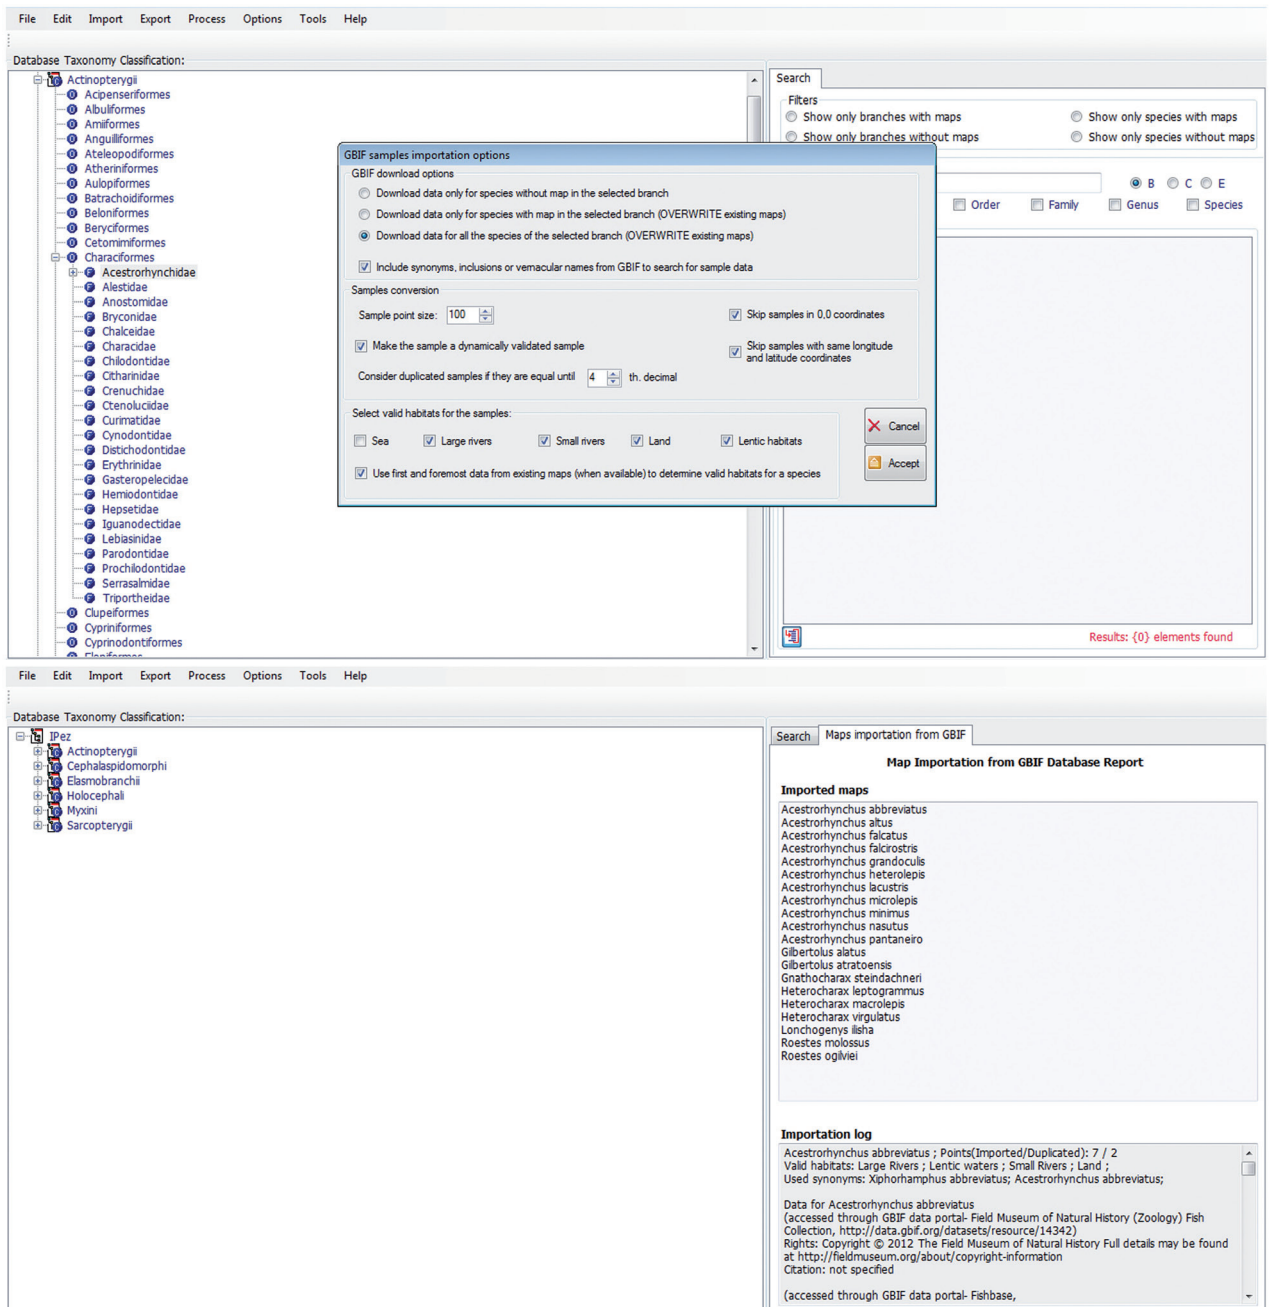 File Edit Import Export Process Options Tools Help
Database Taxonomy Classification:
Actinopterygii
Acipenseriformes
Albuliformes
Amiiformes
Anguilliformes
Ateleopodiformes
Atheriniformes
Aulopiformes
Batrachoidiformes
Beloniformes
Beryciformes
Cetomimiformes
Characiformes
Acestrorhynchidae
Alestidae
Anostomidae
Bryconidae
Chalceidae
Characidae
Chilodontidae
Citharinidae
Crenuchidae
Ctenoluciidae
Curimatidae
Cynodontidae
Distichodontidae
Erythrinidae
Gasteropelecidae
Hemiodontidae
Hepsetidae
Iguanodectidae
Lebiasinidae
Parodontidae
Prochilodontidae
Serrasalmidae
Triportheidae
Clupeiformes
Cypriniformes
Cyprinodontiformes
GBIF samples importation options
GBIF download options
Download data only for species without map in the selected branch
Download data only for species with map in the selected branch (OVERWRITE existing maps)
Download data for all the species of the selected branch (OVERWRITE existing maps)
Include synonyms, inclusions or vernacular names from GBIF to search for sample data
Samples conversion
Sample point size: 100
Skip samples in 0,0 coordinates
Make the sample a dynamically validated sample
Skip samples with same longitude
and latitude coordinates
Consider duplicated samples if they are equal until 4 th. decimal
Select valid habitats for the samples:
Sea Large rivers Small rivers Land Lentic habitats
Use first and foremost data from existing maps (when available) to determine valid habitats for a species
Cancel
Accept
Search
Filters
Show only branches with maps Show only species with maps
Show only branches without maps Show only species without maps
B C E
Order Family Genus Species
Results: {0} elements found
File Edit Import Export Process Options Tools Help
Database Taxonomy Classification:
IPez
Actinopterygii
Cephalaspidomorphi
Elasmobranchii
Holocephali
Myxini
Sarcopterygii
Search Maps importation from GBIF
Map Importation from GBIF Database Report
Imported maps
Acestrorhynchus abbreviatus
Acestrorhynchus altus
Acestrorhynchus falcatus
Acestrorhynchus falcirostris
Acestrorhynchus grandoculis
Acestrorhynchus heterolepis
Acestrorhynchus lacustris
Acestrorhynchus microlepis
Acestrorhynchus minimus
Acestrorhynchus nasutus
Acestrorhynchus pantaneiro
Gilbertolus alatus
Gilbertolus atratoensis
Gnathocharax steindachneri
Heterocharax leptogrammus
Heterocharax macrolepis
Heterocharax virgulatus
Lonchogenys ilisha
Roestes molossus
Roestes ogilviei
Importation log
Acestrorhynchus abbreviatus ; Points(Imported/Duplicated): 7 / 2
Valid habitats: Large Rivers ; Lentic waters ; Small Rivers ; Land ;
Used synonyms: Xiphorhamphus abbreviatus; Acestrorhynchus abbreviatus;
Data for Acestrorhynchus abbreviatus
(accessed through GBIF data portal- Field Museum of Natural History (Zoology) Fish
Collection, http://data.gbif.org/datasets/resource/14342)
Rights: Copyright © 2012 The Field Museum of Natural History Full details may be found
at http://fieldmuseum.org/about/copyright-information
Citation: not specified
(accessed through GBIF data portal- Fishbase,